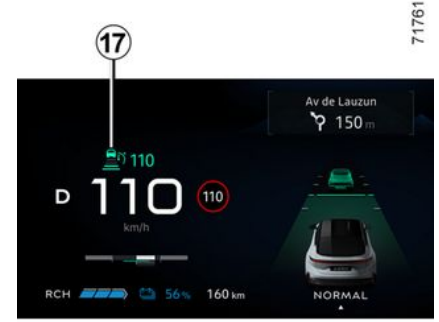 71761
17
Av de Lauzun
150 m
110
D
110
110
km/h
RCH
56%
160 km
NORMAL